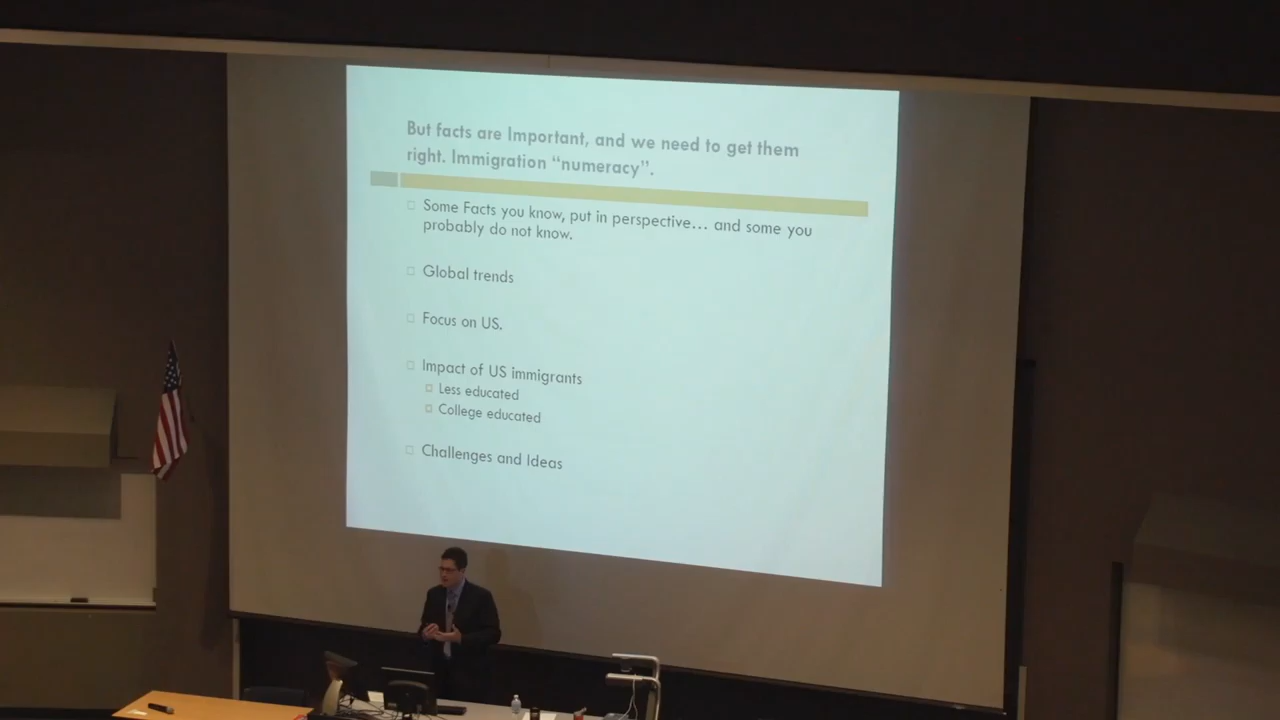 But facts are Important, and we need to get them
right. Immigration “numeracy”.
Some Facts you know, put in perspective... and some you
probably do not know.
Global trends
Focus on US.
Impact of US immigrants
Less educated
College educated
Challenges and Ideas